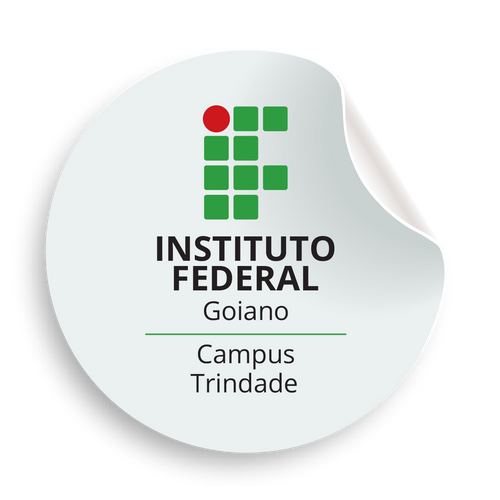 INSTITUTO
FEDERAL
Goiano
Campus
Trindade